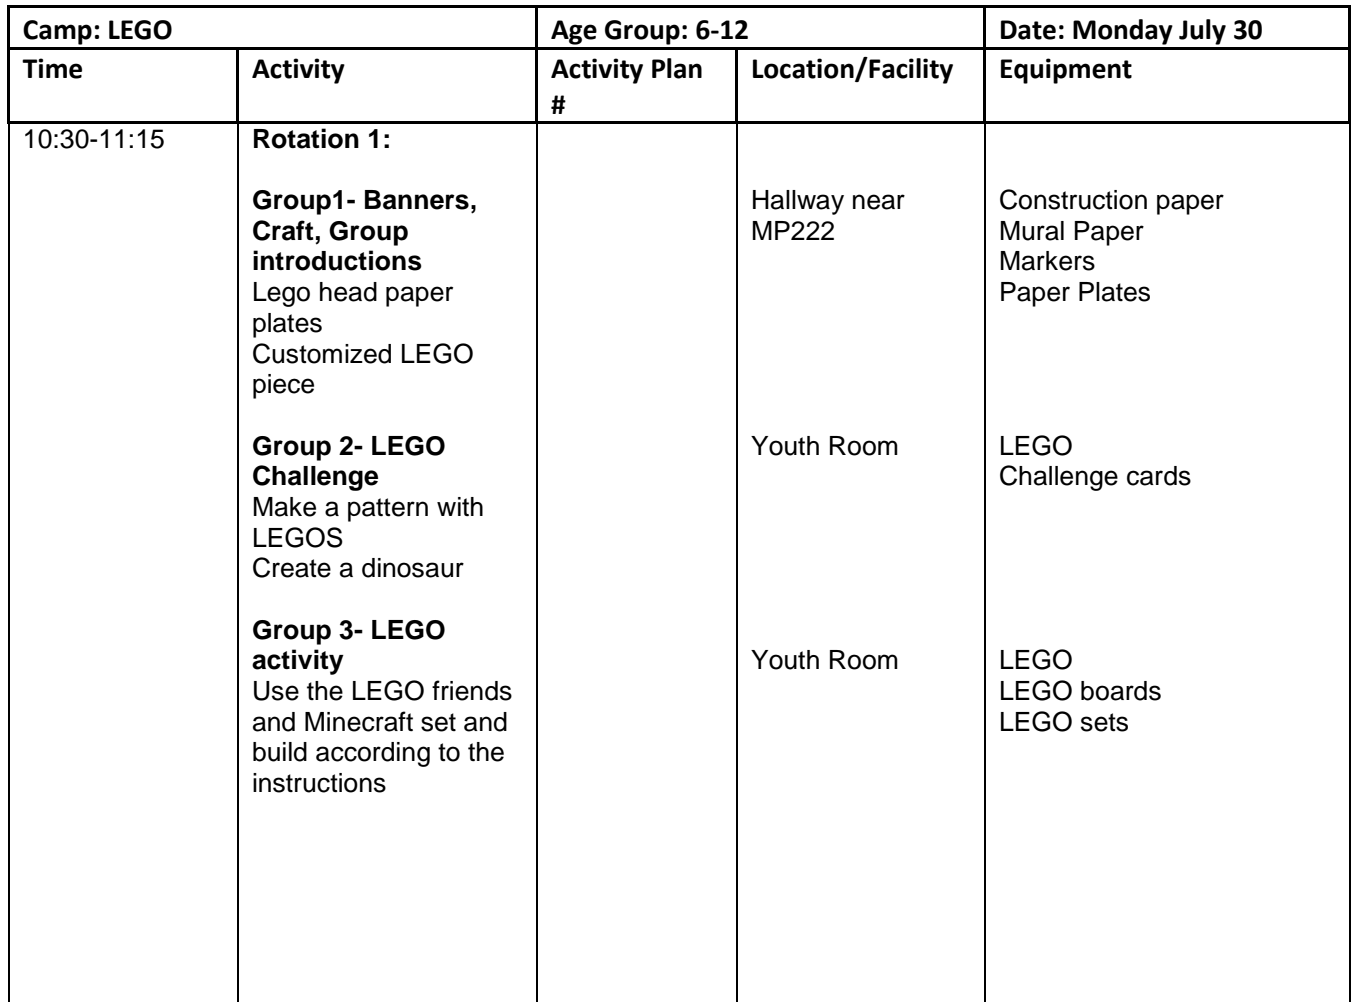 Camp: LEGO
Age Group: 6-12
Date: Monday July 30
Time
Activity
Activity Plan
#
Location/Facility
Equipment
10:30-11:15
Rotation 1:
Group1- Banners,
Craft, Group
introductions
Lego head paper
plates
Customized LEGO
piece
Hallway near
MP222
Construction paper
Mural Paper
Markers
Paper Plates
Group 2- LEGO
Challenge
Make a pattern with
LEGOS
Create a dinosaur
Youth Room
LEGO
Challenge cards
Group 3- LEGO
activity
Use the LEGO friends
and Minecraft set and
build according to the
instructions
Youth Room
LEGO
LEGO boards
LEGO sets